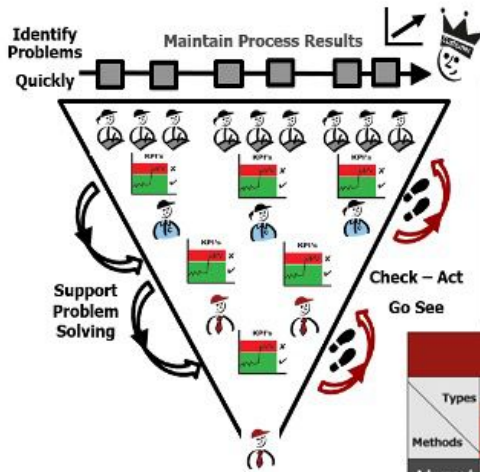 Identify
Problems
Quickly
Maintain Process Results
KPI's
KPI's
KPI's
KPI's
KPI's
KPI's
Support
Problem
Solving
Check – Act
Go See
Types
Methods